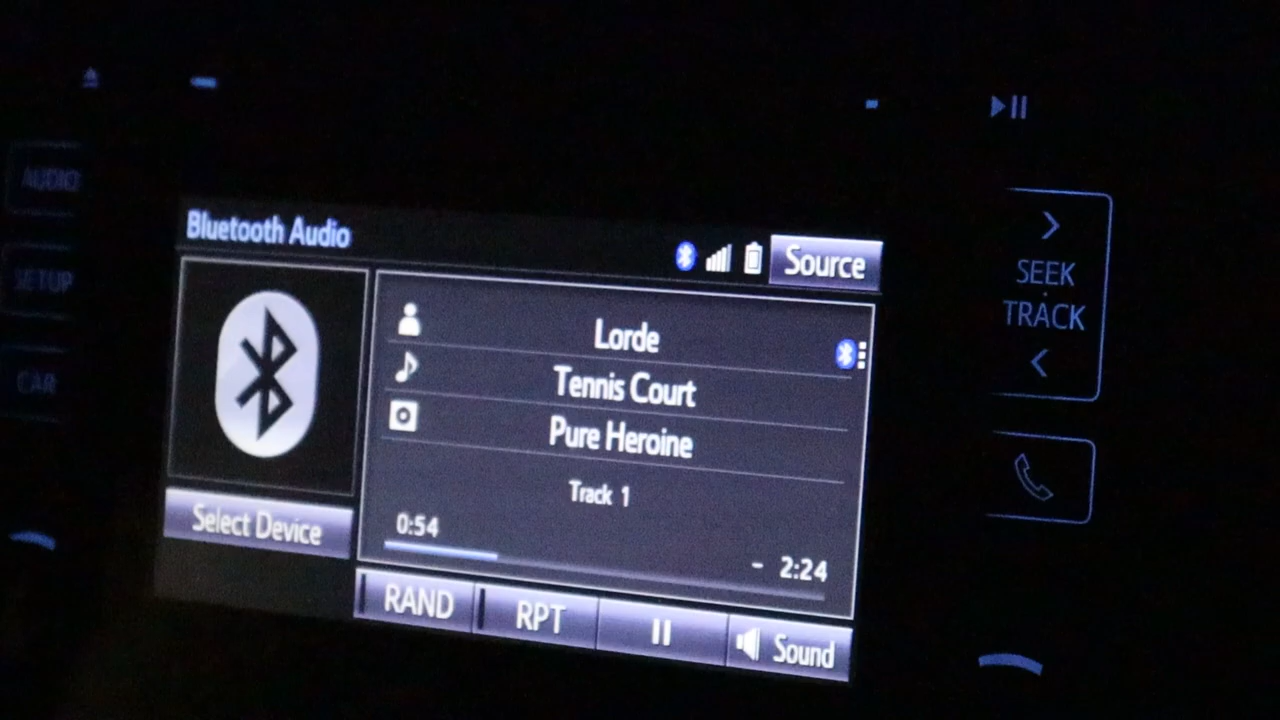 AUDIO
SETUP
CAR
Bluetooth Audio
Source
Lorde
Tennis Court
Pure Heroine
Track 1
0:54
- 2:24
Select Device
RAND
RPT
Sound
SEEK
TRACK